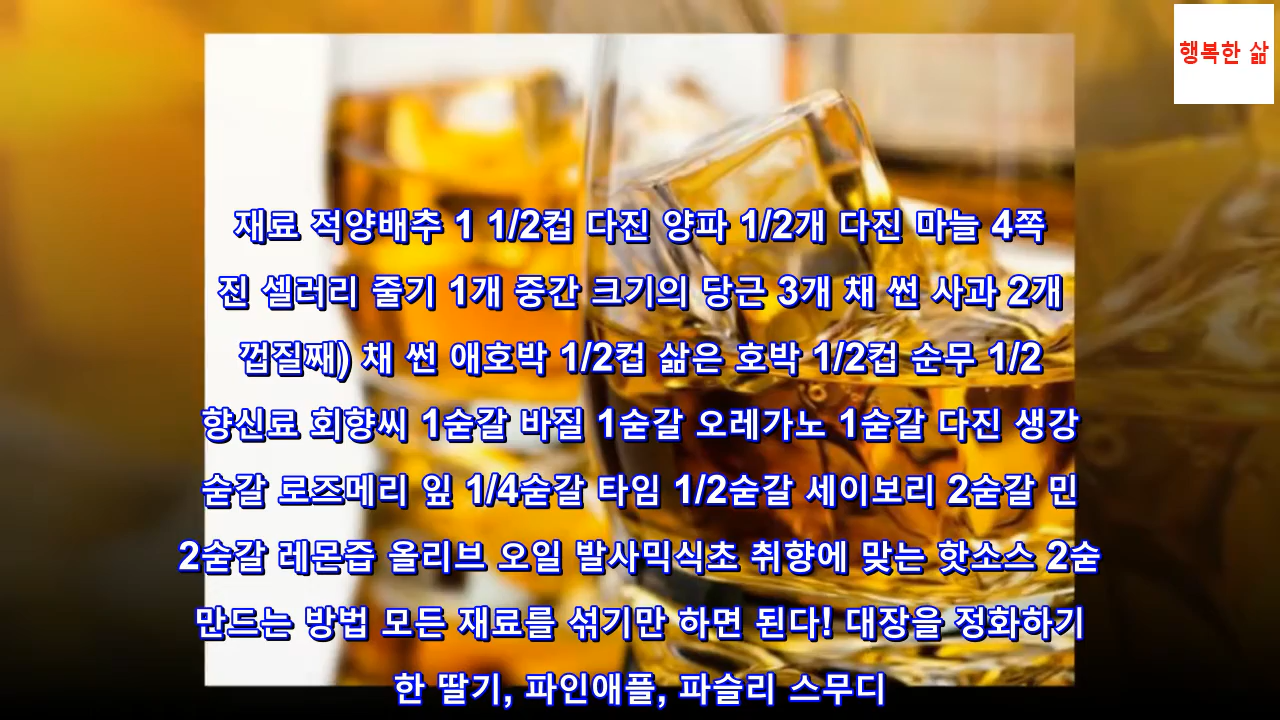 행복한 삶
재료 적양배추 1 1/2컵 다진 양파 1/2개 다진 마늘 4쪽
진 셀러리 줄기 1개 중간 크기의 당근 3개 채 썬 사과 2개
껍질째) 채 썬 애호박 1/2컵 삶은 호박 1/2컵 순무 1/2
향신료 회향씨 1숟갈 바질 1숟갈 오레가노 1숟갈 다진 생강
숟갈 로즈메리 잎 1/4숟갈 타임 1/2숟갈 세이보리 2숟갈 민
2숟갈 레몬즙 올리브 오일 발사믹식초 취향에 맞는 핫소스 2숟
만드는 방법 모든 재료를 섞기만 하면 된다! 대장을 정화하기
한 딸기, 파인애플, 파슬리 스무디